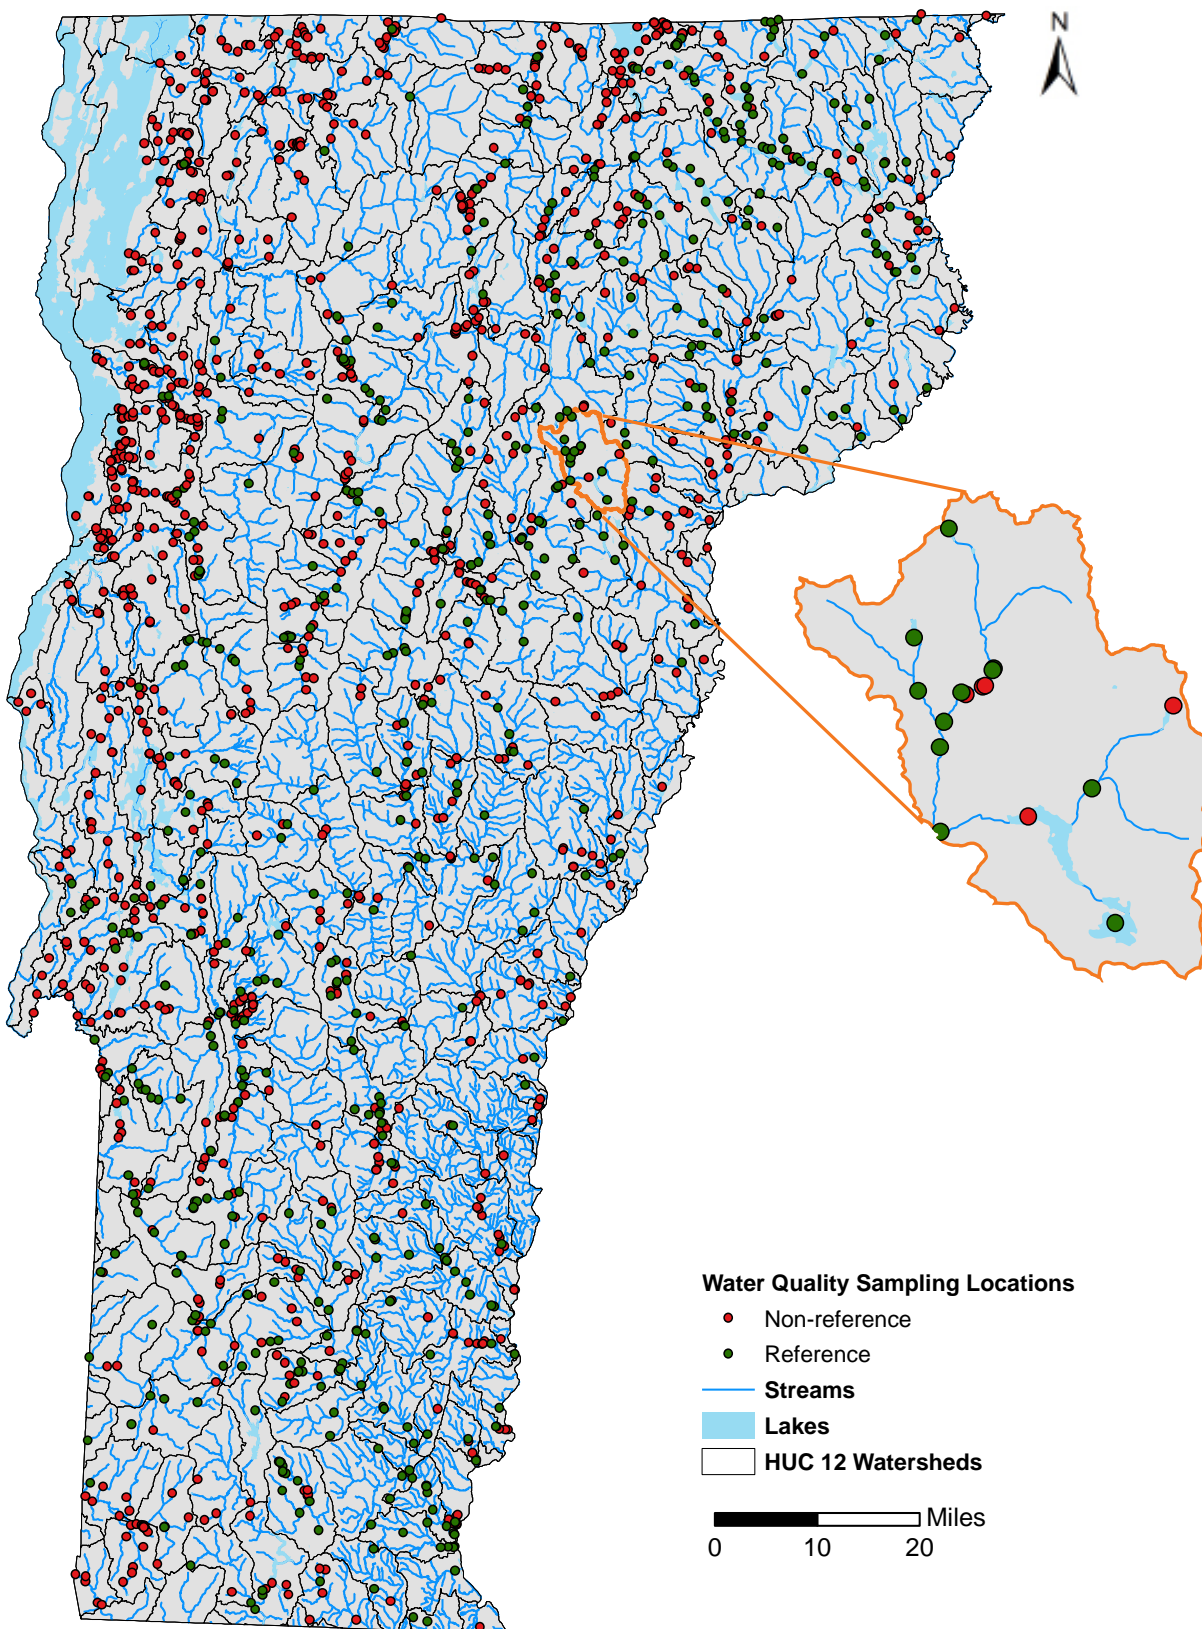 N
Water Quality Sampling Locations
Non-reference
Reference
Streams
Lakes
HUC 12 Watersheds
Miles
0 10 20